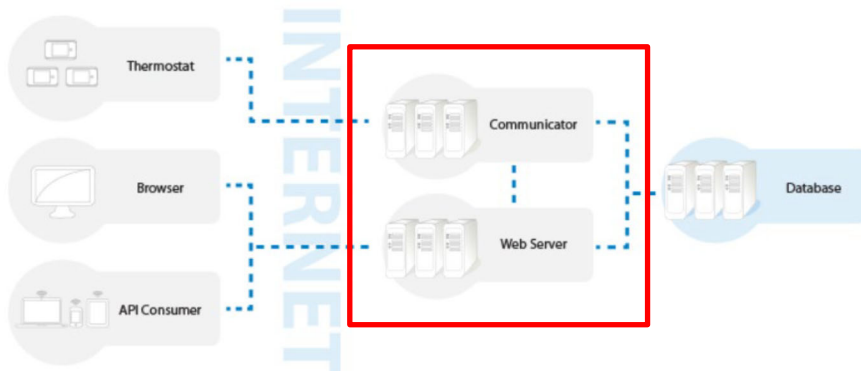 Thermostat
INTERNET
Communicator
Browser
Web Server
Database
API Consumer